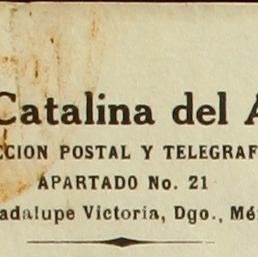 Catalina del A
CCION POSTAL Y TELEGRAF
APARTADO No. 21
adalupe Victoria, Dgo., Mé